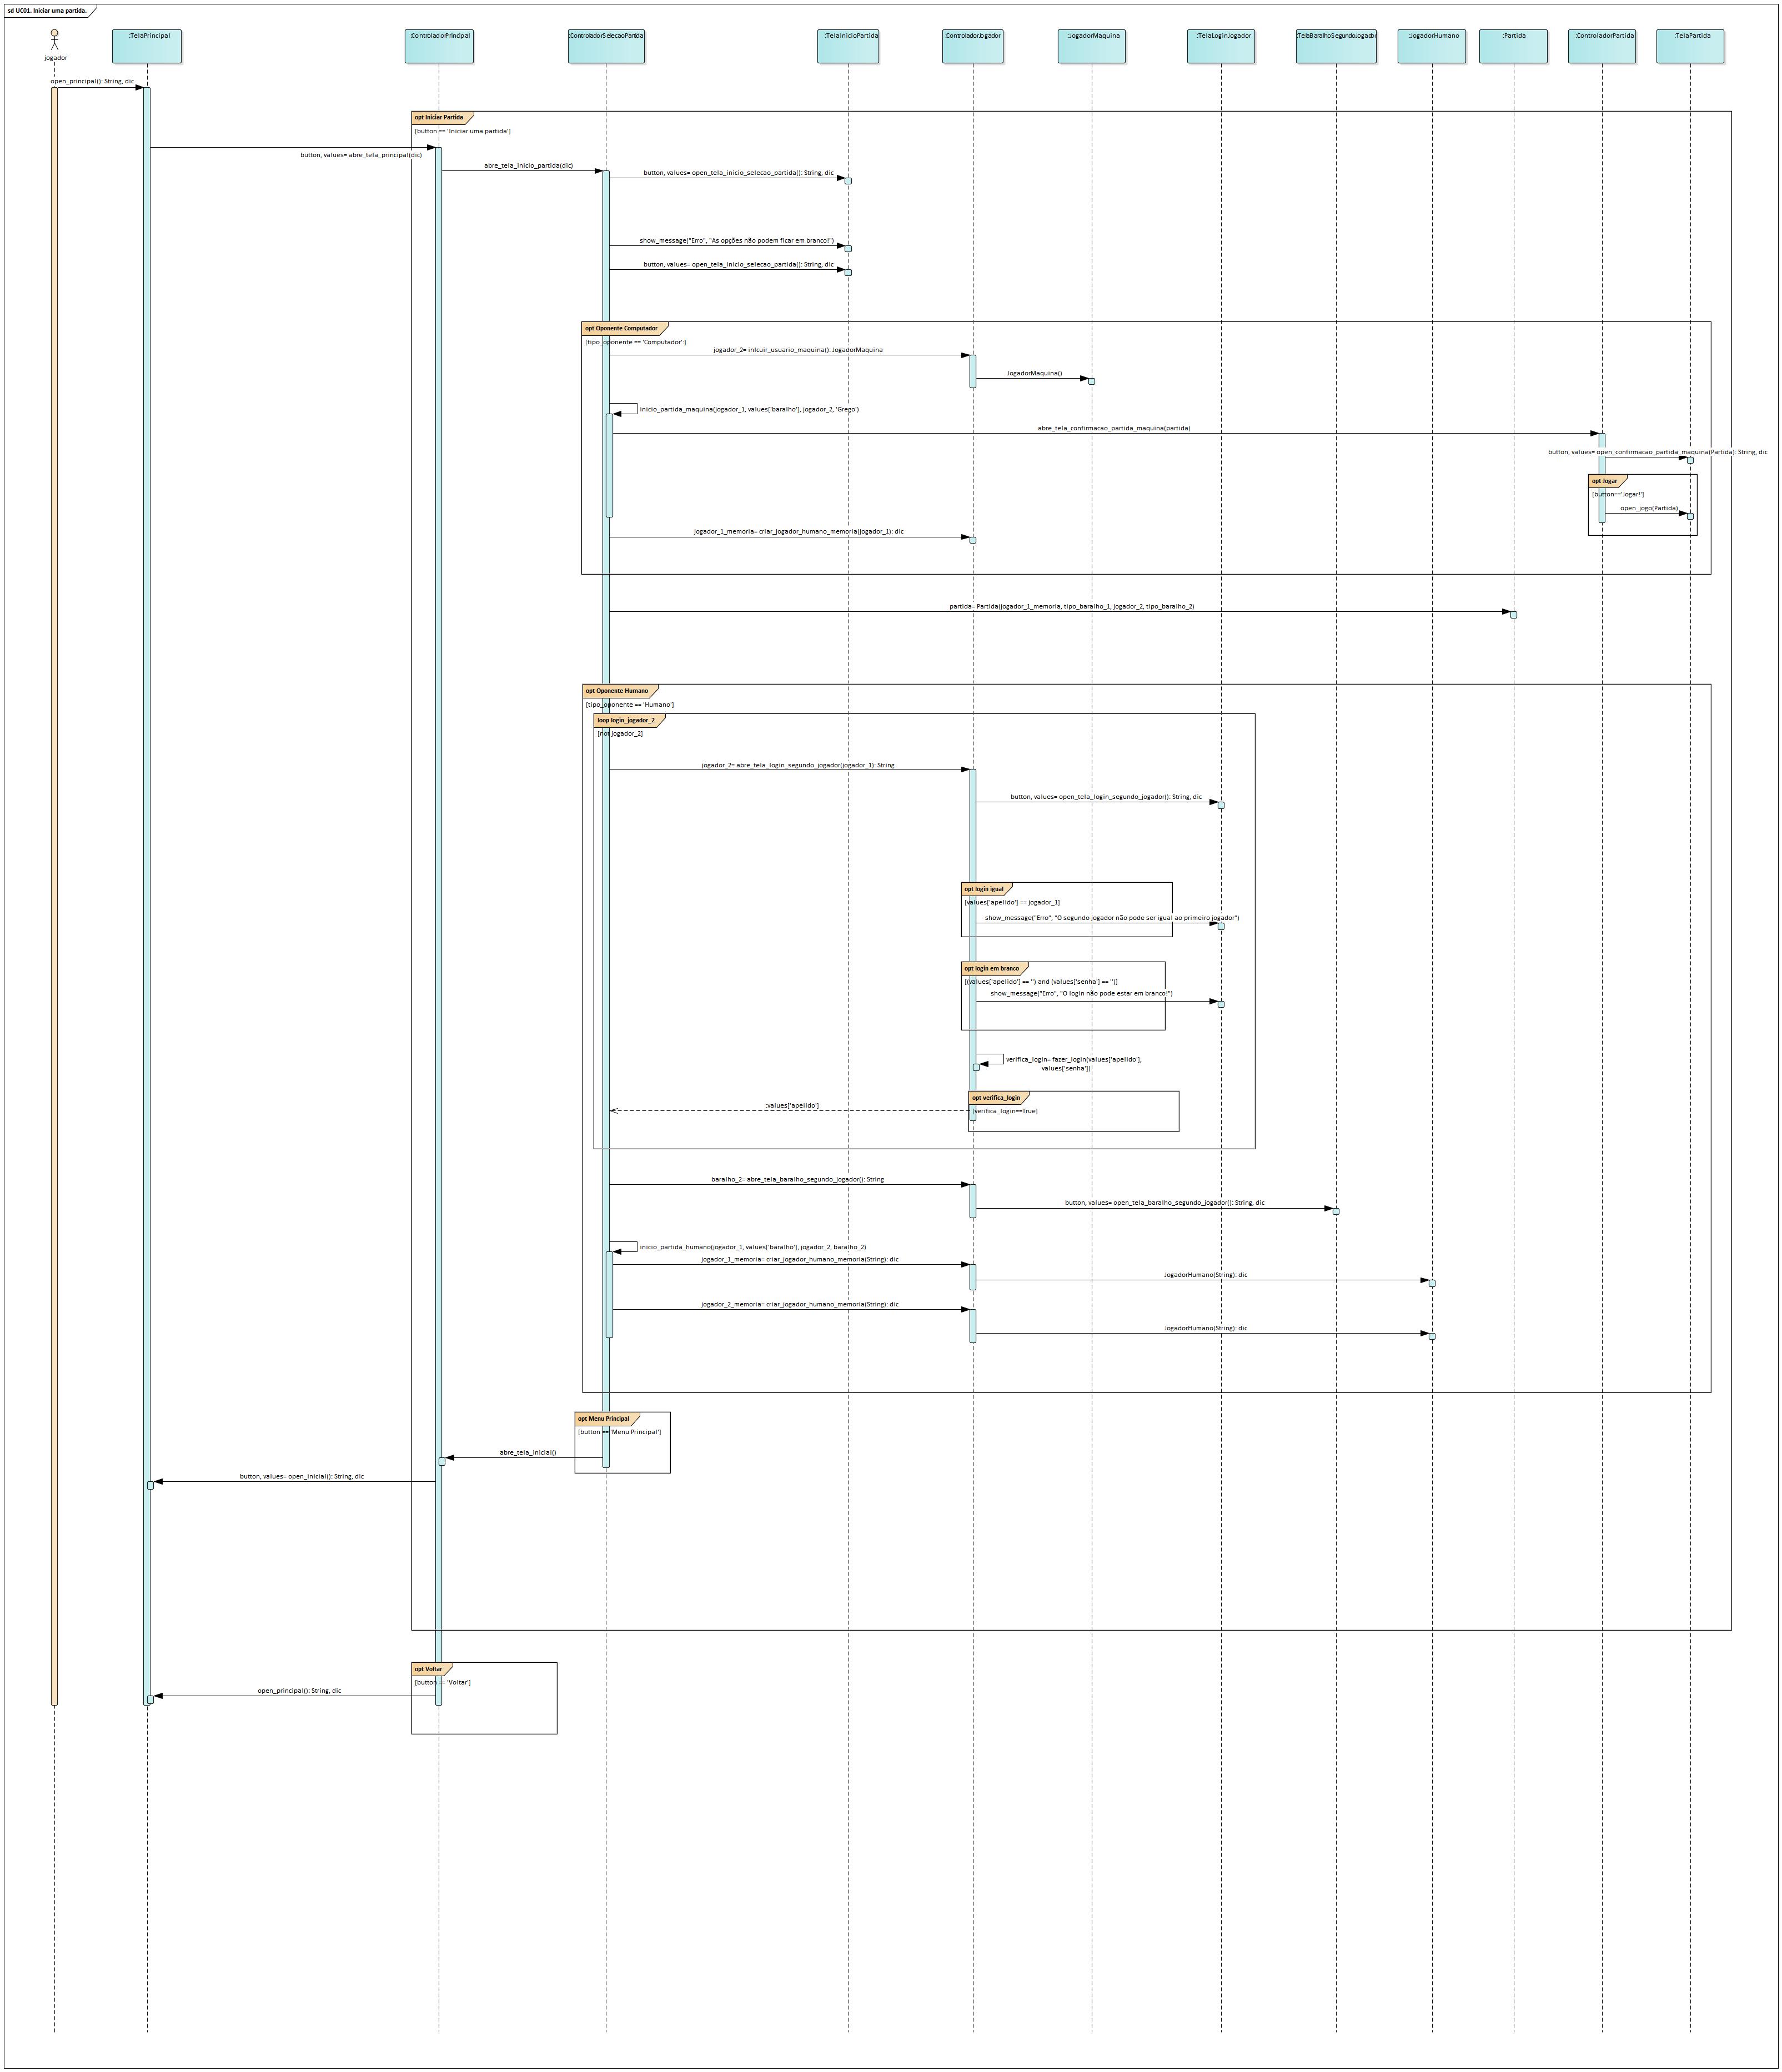 sd UC01. Iniciar uma partida.
jogador
:TelaPrincipal
:ControladorPrincipal
:ControladorSelecaoPartida
:TelaInicioPartida
:ControladorJogador
:JogadorMaquina
:TelaLoginJogador
:TelaBaralhoSegundoJogador
:JogadorHumano
:Partida
:ControladorPartida
:TelaPartida
open_principal(): String, dic
opt Iniciar Partida
[button == 'Iniciar uma partida']
button, values= abre_tela_principal(dic)
abre_tela_inicio_partida(dic)
button, values= open_tela_inicio_selecao_partida(): String, dic
show_message("Erro", "As opções não podem ficar em branco!")
button, values= open_tela_inicio_selecao_partida(): String, dic
opt Oponente Computador
[tipo_oponente == 'Computador':]
jogador_2= inlcuir_usuario_maquina(): JogadorMaquina
JogadorMaquina()
inicio_partida_maquina(jogador_1, values['baralho'], jogador_2, 'Grego')
abre_tela_confirmacao_partida_maquina(partida)
button, values= open_confirmacao_partida_maquina(Partida): String, dic
opt Jogar
[button=='Jogar!']
open_jogo(Partida)
jogador_1_memoria= criar_jogador_humano_memoria(jogador_1): dic
partida= Partida(jogador_1_memoria, tipo_baralho_1, jogador_2, tipo_baralho_2)
opt Oponente Humano
[tipo_oponente == 'Humano']
loop login_jogador_2
[not jogador_2]
jogador_2= abre_tela_login_segundo_jogador(jogador_1): String
button, values= open_tela_login_segundo_jogador(): String, dic
opt login igual
[values['apelido'] == jogador_1]
show_message("Erro", "O segundo jogador não pode ser igual ao primeiro jogador")
opt login em branco
[(values['apelido'] == '') and (values['senha'] == '')]
show_message("Erro", "O login não pode estar em branco!")
verifica_login= fazer_login(values['apelido'],
values['senha'])
opt verifica_login
:values['apelido']
[verifica_login==True]
baralho_2= abre_tela_baralho_segundo_jogador(): String
button, values= open_tela_baralho_segundo_jogador(): String, dic
inicio_partida_humano(jogador_1, values['baralho'], jogador_2, baralho_2)
jogador_1_memoria= criar_jogador_humano_memoria(String): dic
JogadorHumano(String): dic
jogador_2_memoria= criar_jogador_humano_memoria(String): dic
JogadorHumano(String): dic
opt Menu Principal
[button == 'Menu Principal']
abre_tela_inicial()
button, values= open_inicial(): String, dic
opt Voltar
[button == 'Voltar']
open_principal(): String, dic